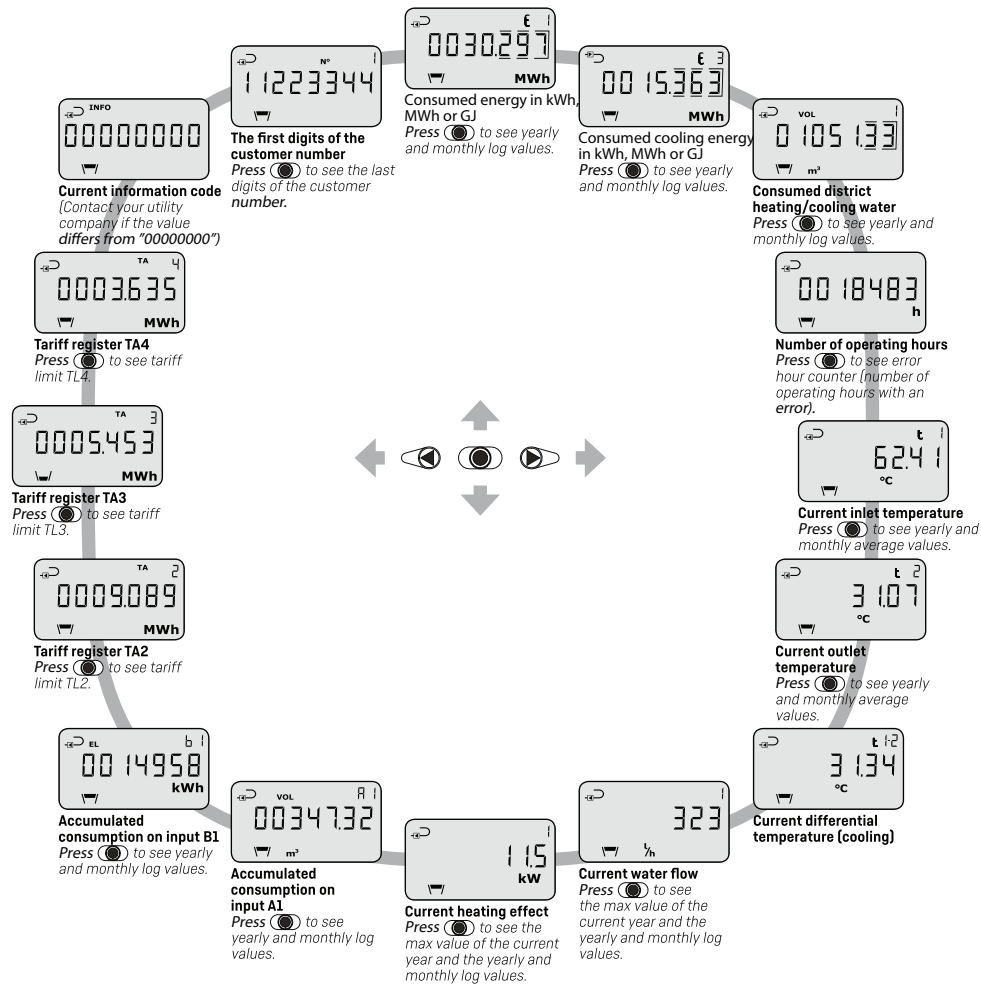 E 1
0030.297
MWh
Consumed energy in kWh,
MWh or GJ
Press to see yearly
and monthly log values.
E 3
0015.363
MWh
Consumed cooling energy
in kWh, MWh or GJ
Press to see yearly
and monthly log values.
VOL 1
01051.33
m³
Consumed district
heating/cooling water
Press to see yearly and
monthly log values.
0018483
h
Number of operating hours
Press to see error
hour counter (number of
operating hours with an
error).
t 1
62.41
°C
Current inlet temperature
Press to see yearly and
monthly average values.
t 2
31.07
°C
Current outlet
temperature
Press to see yearly
and monthly average
values.
t 1-2
31.34
°C
Current differential
temperature (cooling)
1
323
l/h
Current water flow
Press to see
the max value of the
current year and the
yearly and monthly log
values.
1
11.5
kW
Current heating effect
Press to see the
max value of the current
year and the yearly and
monthly log values.
VOL A1
00347.32
m³
Accumulated
consumption on
input A1
Press to see
yearly and monthly log
values.
EL b1
0014958
kWh
Accumulated
consumption on input B1
Press to see yearly
and monthly log values.
TA 2
0009.089
MWh
Tariff register TA2
Press to see tariff
limit TL2.
TA 3
0005.453
MWh
Tariff register TA3
Press to see tariff
limit TL3.
TA 4
0003.635
MWh
Tariff register TA4
Press to see tariff
limit TL4.
INFO
00000000
Current information code
(Contact your utility
company if the value
differs from "00000000")
N° 1
11223344
The first digits of the
customer number
Press to see the last
digits of the customer
number.